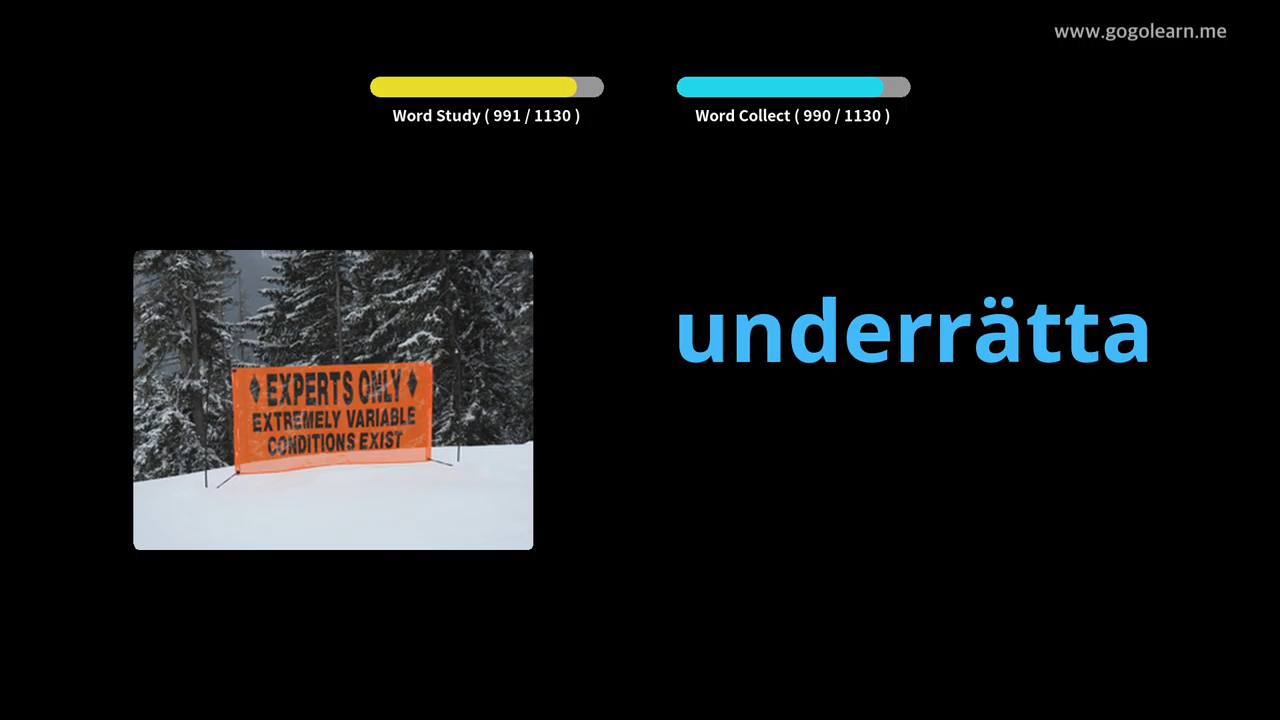 www.gogolearn.me
Word Study ( 991 / 1130 )
Word Collect ( 990 / 1130 )
EXPERTS ONLY
EXTREMELY VARIABLE
CONDITIONS EXIST
underrätta